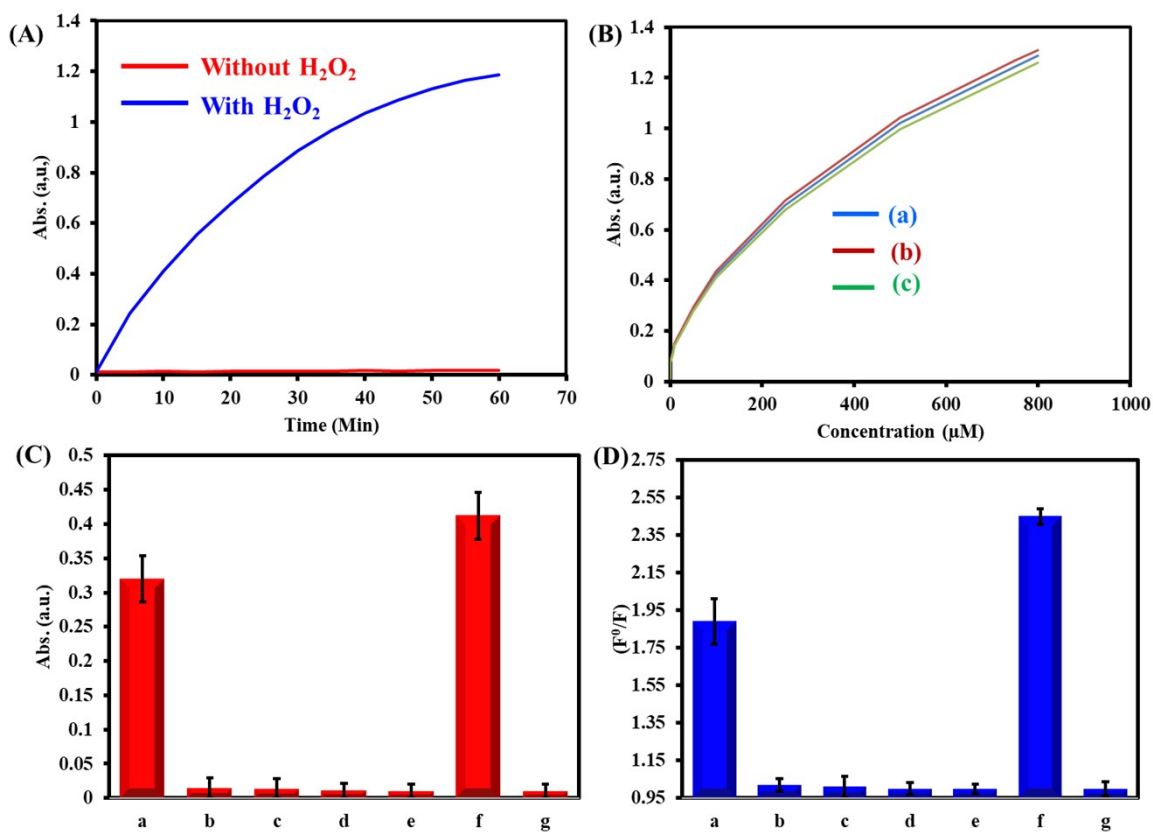 (A)
1.4
1.2
1
0.8
0.6
0.4
0.2
0
Abs. (a,u,)
Without H₂O₂
With H₂O₂
0 10 20 30 40 50 60 70
Time (Min)
(B)
1.4
1.2
1
0.8
0.6
0.4
0.2
0
Abs. (a.u.)
(a)
(b)
(c)
0 200 400 600 800 1000
Concentration (µM)
(C)
0.5
0.45
0.4
0.35
0.3
0.25
0.2
0.15
0.1
0.05
0
Abs. (a.u.)
a b c d e f g
(D)
2.75
2.55
2.35
2.15
1.95
1.75
1.55
1.35
1.15
0.95
(F⁰/F)
a b c d e f g